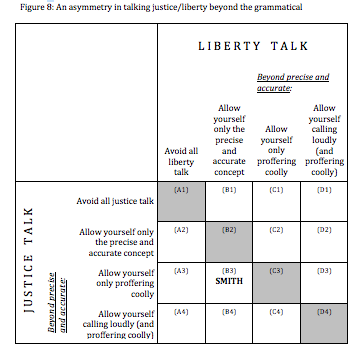 Figure 8: An asymmetry in talking justice/liberty beyond the grammatical
LIBERTY TALK
Beyond precise and
accurate:
Avoid all
liberty
talk
Allow
yourself
only the
precise
and
accurate
concept
Allow
yourself
only
proffering
coolly
Allow
yourself
calling
loudly
(and
proffering
coolly)
JUSTICE TALK
Beyond precise
and accurate:
Avoid all justice talk
(A1) (B1) (C1) (D1)
Allow yourself only
the precise and
accurate concept
(A2) (B2) (C2) (D2)
Allow yourself
only proffering
coolly
(A3) (B3) (C3) (D3)
SMITH
Allow yourself
calling loudly (and
proffering coolly)
(A4) (B4) (C4) (D4)